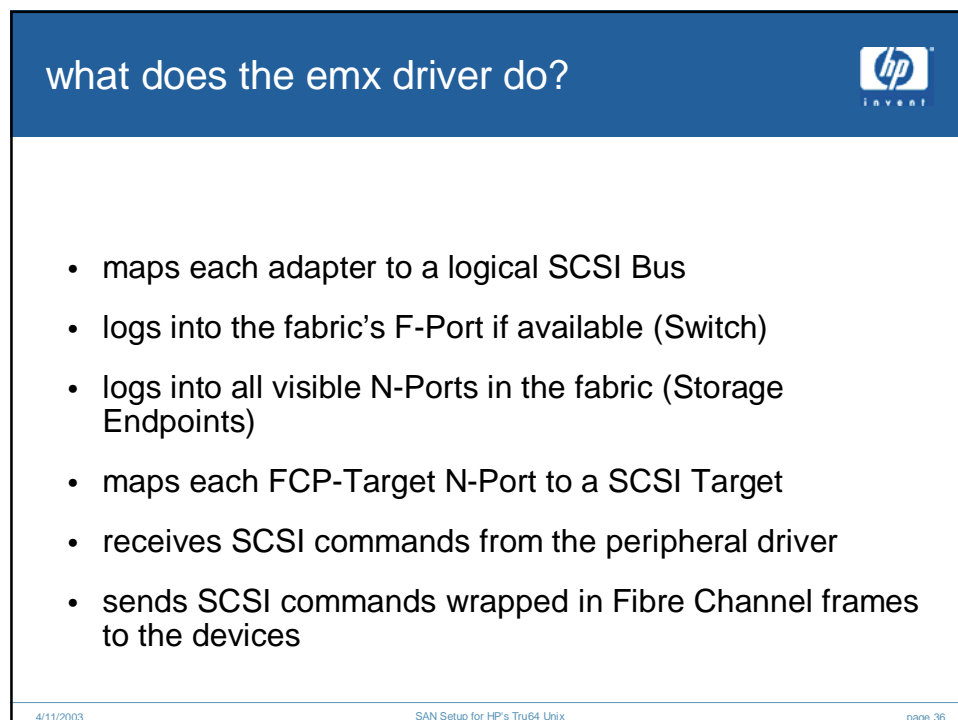 what does the emx driver do?
hp
invent
• maps each adapter to a logical SCSI Bus
• logs into the fabric’s F-Port if available (Switch)
• logs into all visible N-Ports in the fabric (Storage
Endpoints)
• maps each FCP-Target N-Port to a SCSI Target
• receives SCSI commands from the peripheral driver
• sends SCSI commands wrapped in Fibre Channel frames
to the devices
4/11/2003
SAN Setup for HP's Tru64 Unix
page 36